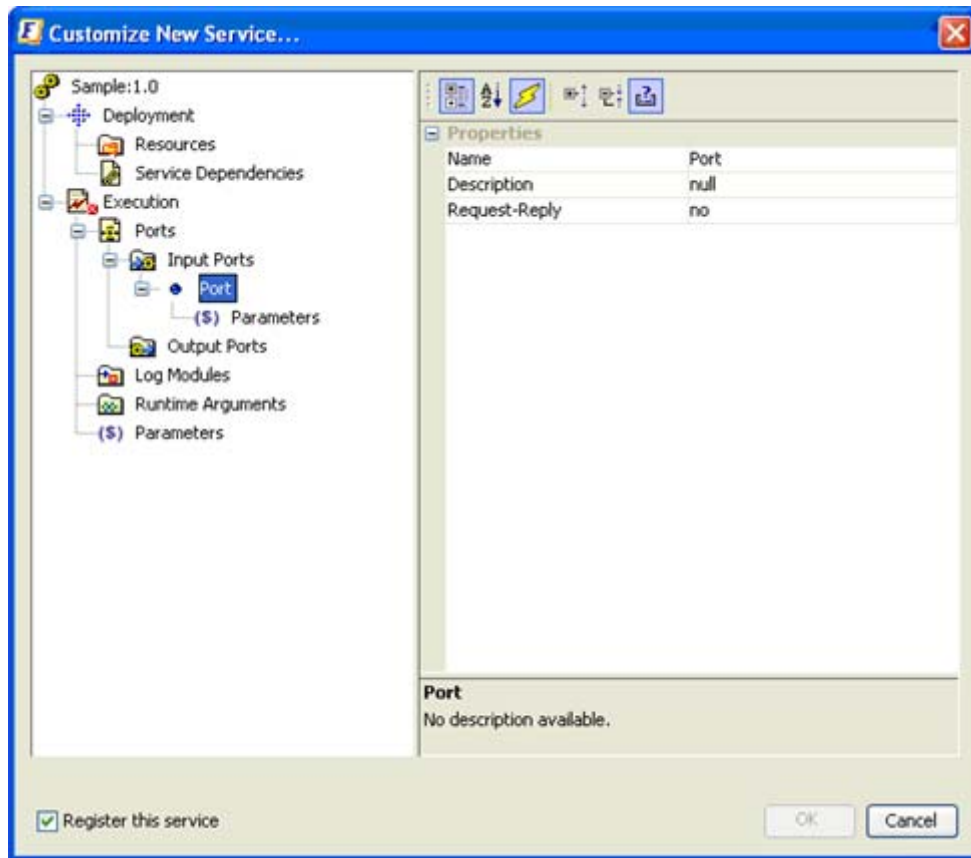 Customize New Service...
Sample:1.0
Deployment
Resources
Service Dependencies
Execution
Ports
Input Ports
Port
($) Parameters
Output Ports
Log Modules
Runtime Arguments
($) Parameters
Properties
Name Port
Description null
Request-Reply no
Port
No description available.
Register this service
OK
Cancel